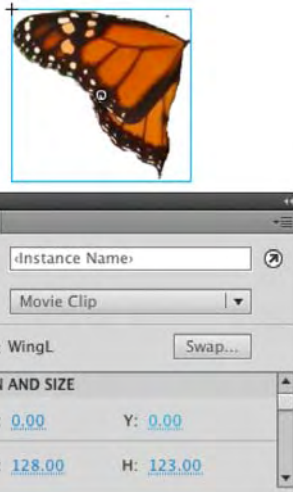 <Instance Name>
Movie Clip
WingL Swap...
AND SIZE
0.00 Y: 0.00
128.00 H: 123.00